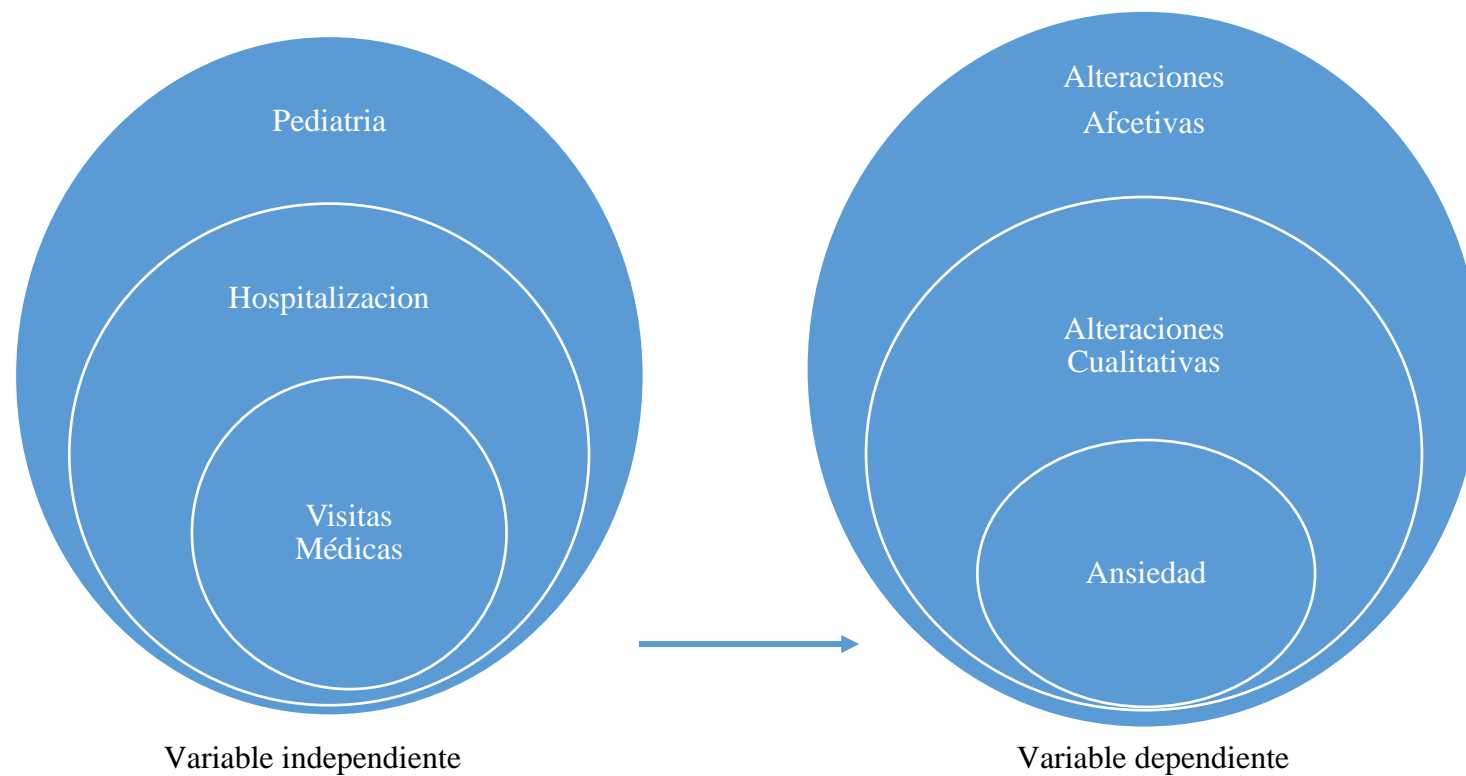 Pediatria
Hospitalizacion
Visitas
Médicas
Variable independiente
Alteraciones
Afcetivas
Alteraciones
Cualitativas
Ansiedad
Variable dependiente